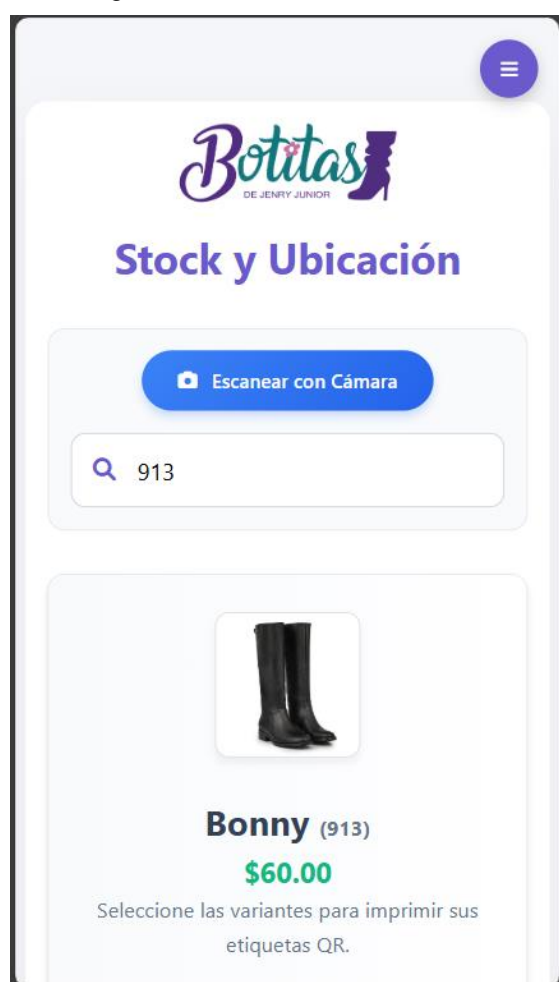 Botitas
DE JENRY JUNIOR
Stock y Ubicación
Escanear con Cámara
913
Bonny (913)
$60.00
Seleccione las variantes para imprimir sus
etiquetas QR.